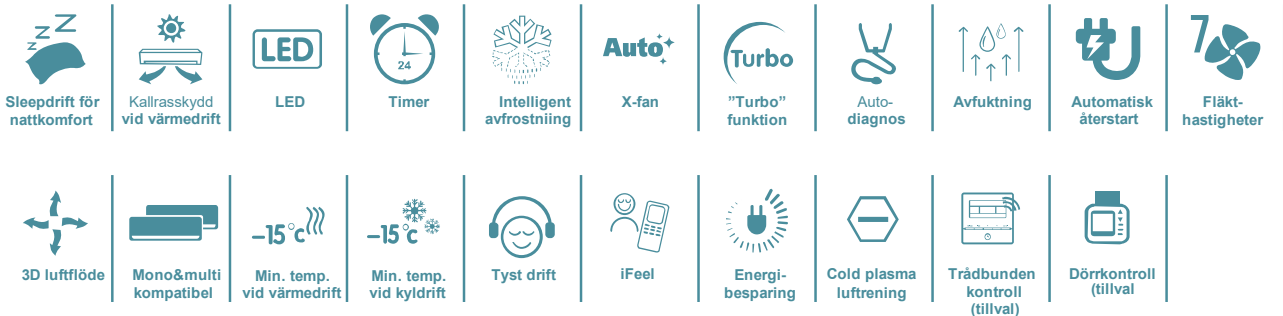 z Z Z
Sleepdrift för
nattkomfort
Kallrasskydd
vid värmedrift
LED
LED
24
Timer
Intelligent
avfrostniing
Auto
X-fan
Turbo
”Turbo”
funktion
Auto-
diagnos
Avfuktning
Automatisk
återstart
7
Fläkt-
hastigheter
3D luftflöde
Mono&multi
kompatibel
–15°c
Min. temp.
vid värmedrift
–15°c
Min. temp.
vid kyldrift
Tyst drift
iFeel
Energi-
besparing
Cold plasma
luftrening
Trådbunden
kontroll
(tillval)
Dörrkontroll
(tillval